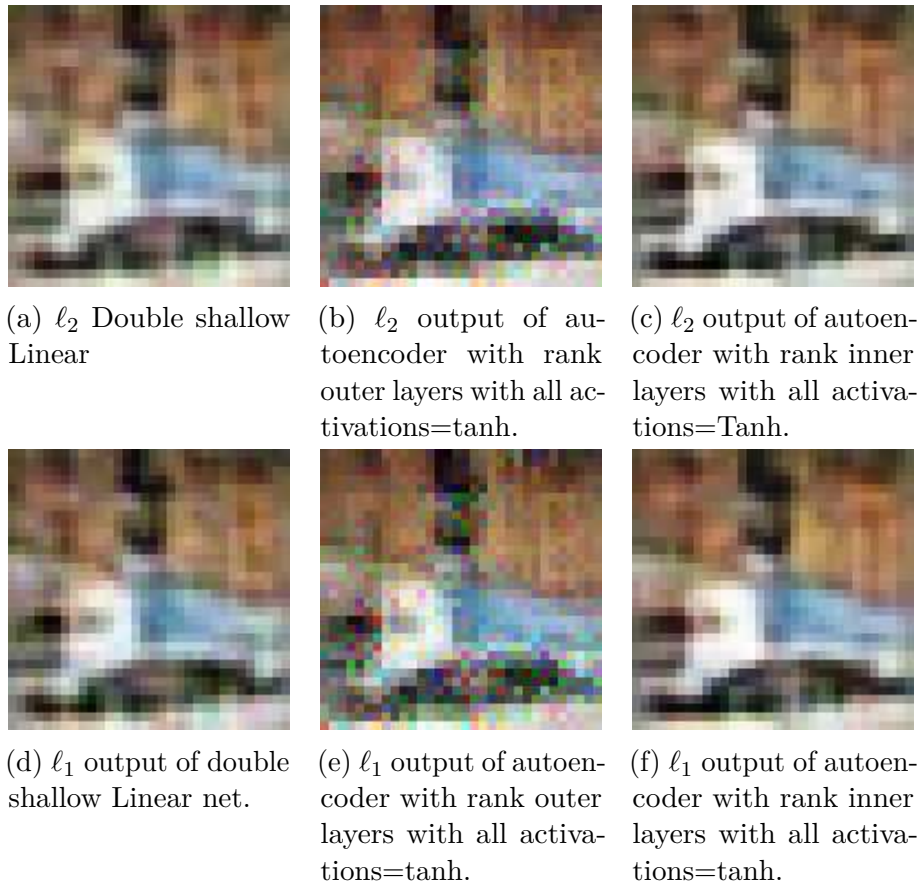 (a) ℓ₂ Double shallow
Linear
(b) ℓ₂ output of au-
toencoder with rank
outer layers with all ac-
tivations=tanh.
(c) ℓ₂ output of autoen-
coder with rank inner
layers with all activa-
tions=Tanh.
(d) ℓ₁ output of double
shallow Linear net.
(e) ℓ₁ output of autoen-
coder with rank outer
layers with all activa-
tions=tanh.
(f) ℓ₁ output of autoen-
coder with rank inner
layers with all activa-
tions=tanh.